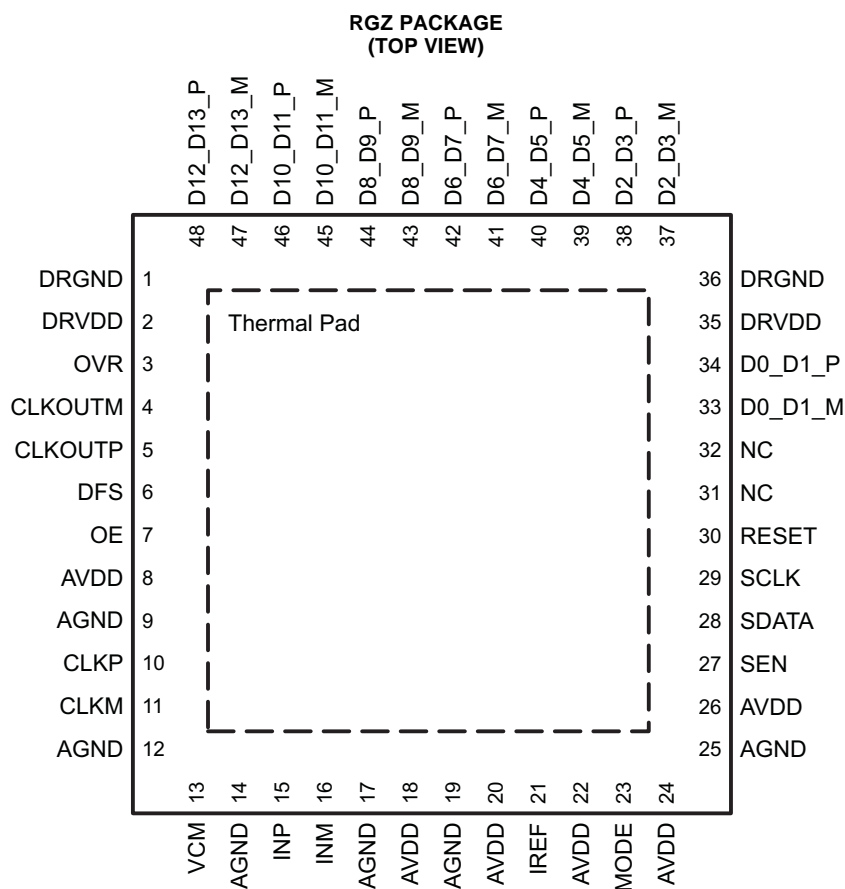 RGZ PACKAGE
(TOP VIEW)
D12_D13_P
D12_D13_M
D10_D11_P
D10_D11_M
D8_D9_P
D8_D9_M
D6_D7_P
D6_D7_M
D4_D5_P
D4_D5_M
D2_D3_P
D2_D3_M
48 47 46 45 44 43 42 41 40 39 38 37
DRGND 1
DRVDD 2
OVR 3
CLKOUTM 4
CLKOUTP 5
DFS 6
OE 7
AVDD 8
AGND 9
CLKP 10
CLKM 11
AGND 12
Thermal Pad
36 DRGND
35 DRVDD
34 D0_D1_P
33 D0_D1_M
32 NC
31 NC
30 RESET
29 SCLK
28 SDATA
27 SEN
26 AVDD
25 AGND
13 14 15 16 17 18 19 20 21 22 23 24
VCM
AGND
INP
INM
AGND
AVDD
AGND
AVDD
IREF
AVDD
MODE
AVDD